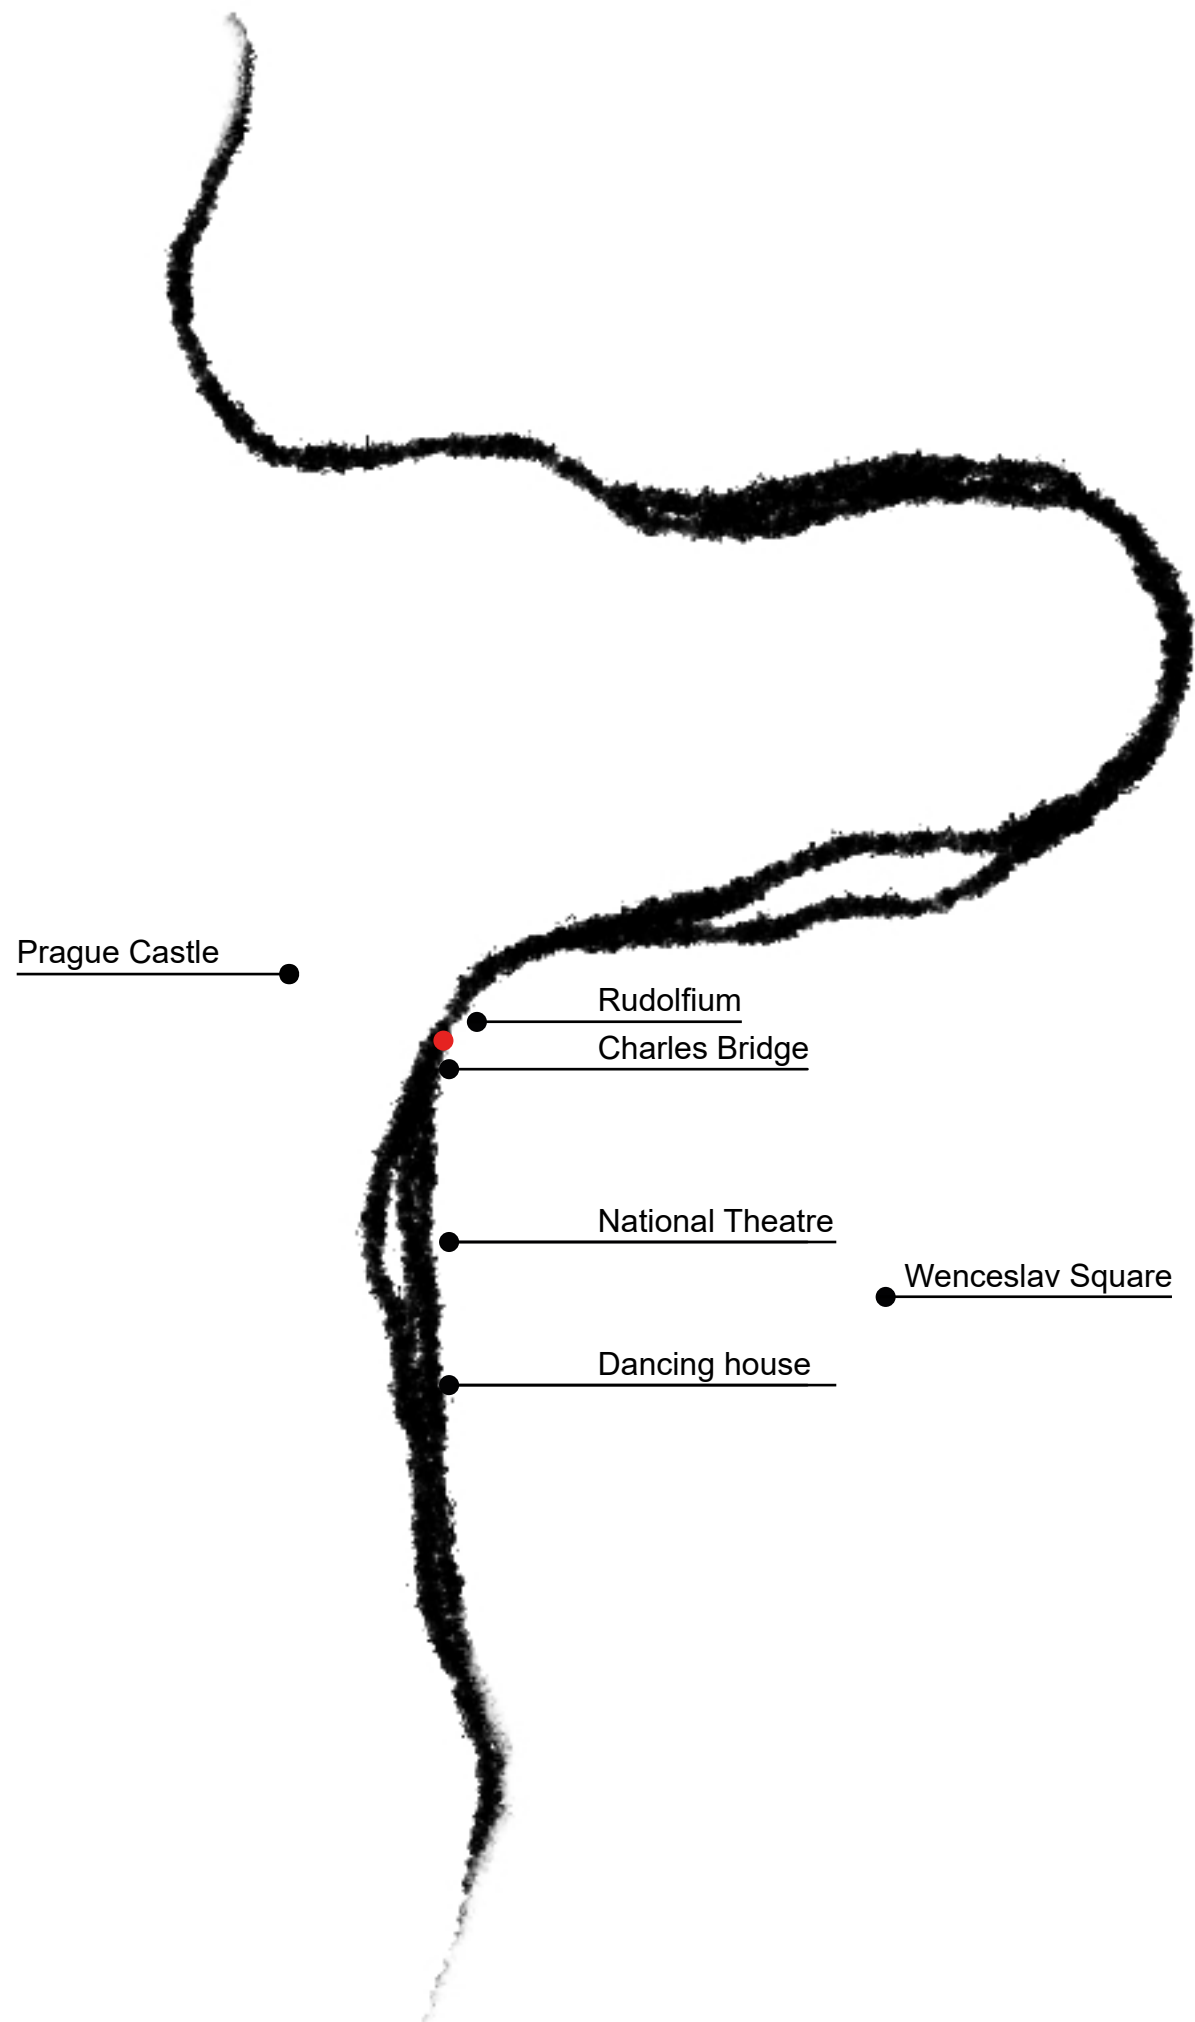 Prague Castle
Rudolfium
Charles Bridge
National Theatre
Wenceslav Square
Dancing house